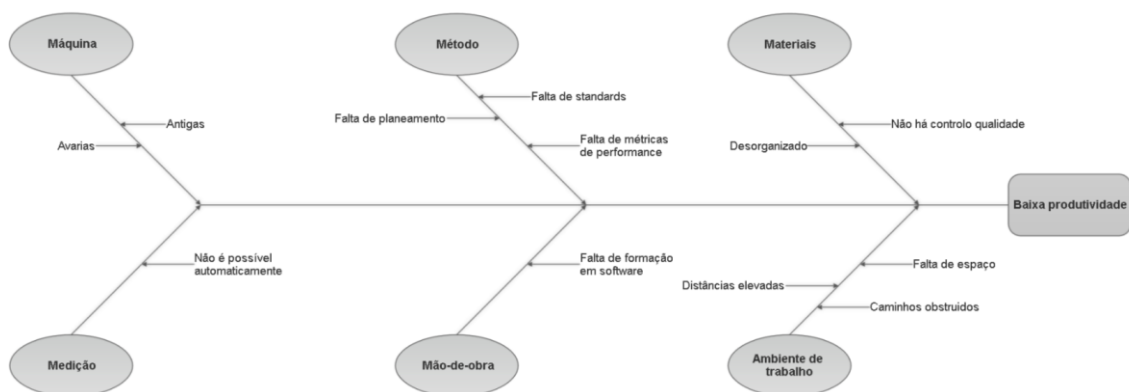 Máquina
Método
Materiais
Falta de standards
Antigas
Falta de planeamento
Não há controlo qualidade
Avarias
Falta de métricas
de performance
Desorganizado
Baixa produtividade
Não é possível
automaticamente
Falta de formação
em software
Falta de espaço
Distâncias elevadas
Caminhos obstruidos
Medição
Mão-de-obra
Ambiente de
trabalho